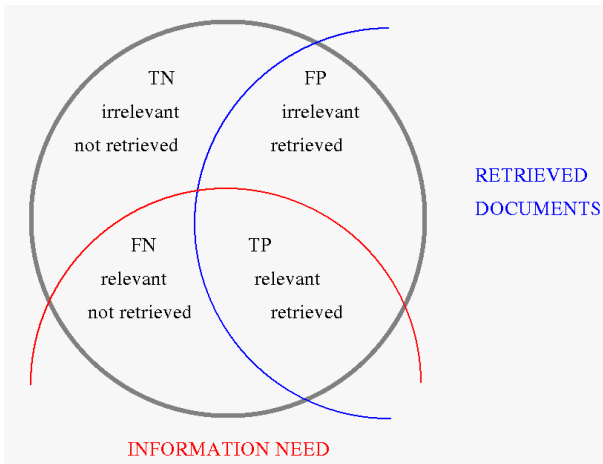 TN
irrelevant
not retrieved
FP
irrelevant
retrieved
RETRIEVED
DOCUMENTS
FN
relevant
not retrieved
TP
relevant
retrieved
INFORMATION NEED